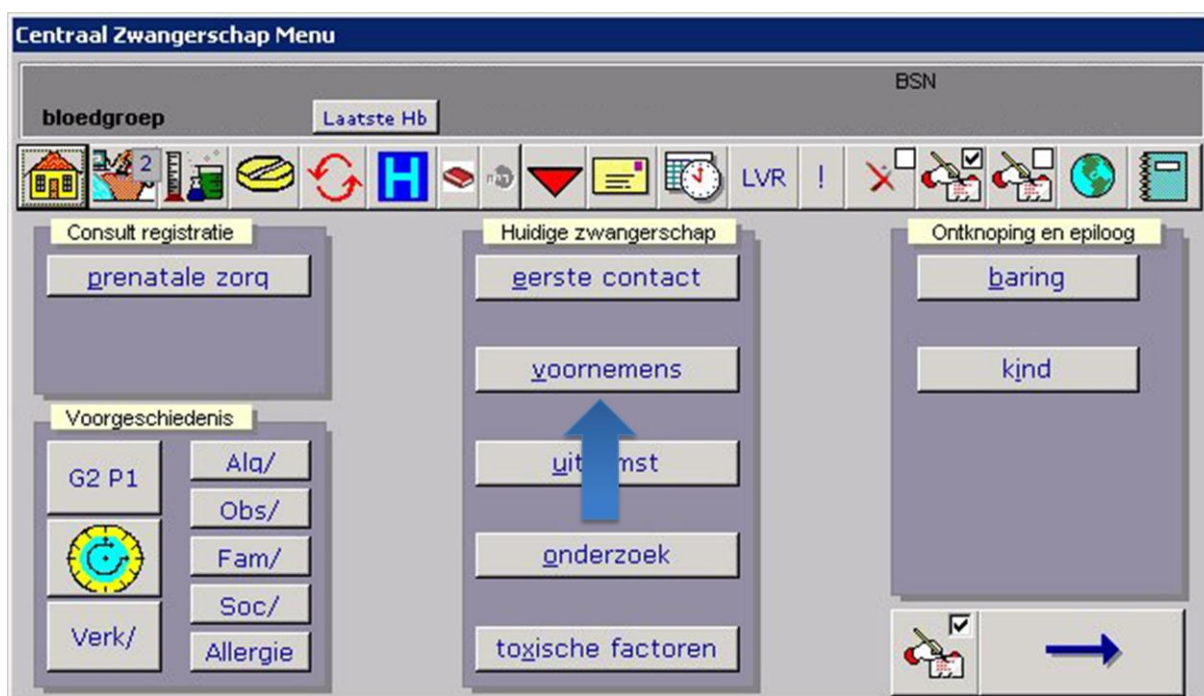 Centraal Zwangerschap Menu
BSN
bloedgroep
Laatste Hb
2
H
LVR
!
Consult registratie
prenatale zorg
Voorgeschiedenis
G2 P1
Verk/
Alg/
Obs/
Fam/
Soc/
Allergie
Huidige zwangerschap
eerste contact
voornemens
onderzoek
toxische factoren
Ontknoping en epiloog
baring
kind